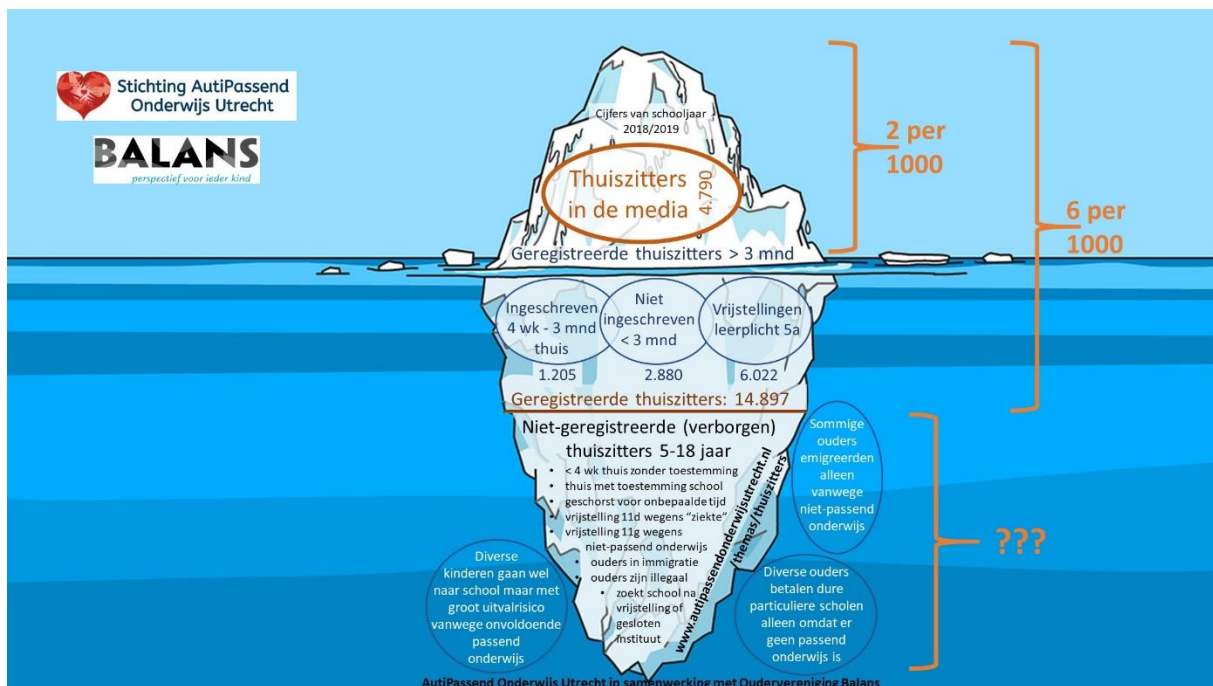 Stichting AutiPassend
Onderwijs Utrecht
BALANS
perspectief voor ieder kind
Cijfers van schooljaar
2018/2019
Thuiszitters
in de media
4.790
Geregistreerde thuiszitters > 3 mnd
2 per
1000
6 per
1000
Ingeschreven
4 wk - 3 mnd
thuis
1.205
Niet
ingeschreven
< 3 mnd
2.880
Vrijstellingen
leerplicht 5a
6.022
Geregistreerde thuiszitters: 14.897
Niet-geregistreerde (verborgen)
thuiszitters 5-18 jaar
• < 4 wk thuis zonder toestemming
• thuis met toestemming school
• geschorst voor onbepaalde tijd
• vrijstelling 11d wegens “ziekte”
• vrijstelling 11g wegens
niet-passend onderwijs
• ouders in immigratie
• ouders zijn illegaal
• zoekt school na
vrijstelling of
gesloten
instituut
www.autipassendonderwijsutrecht.nl
/themas/thuiszitters
Sommige
ouders
emigreerden
alleen
vanwege
niet-passend
onderwijs
???
Diverse
kinderen gaan wel
naar school maar met
groot uitvalrisico
vanwege onvoldoende
passend
onderwijs
Diverse ouders
betalen dure
particuliere scholen
alleen omdat er
geen passend
onderwijs is
AutiPassend Onderwijs Utrecht in samenwerking met Oudervereniging Balans